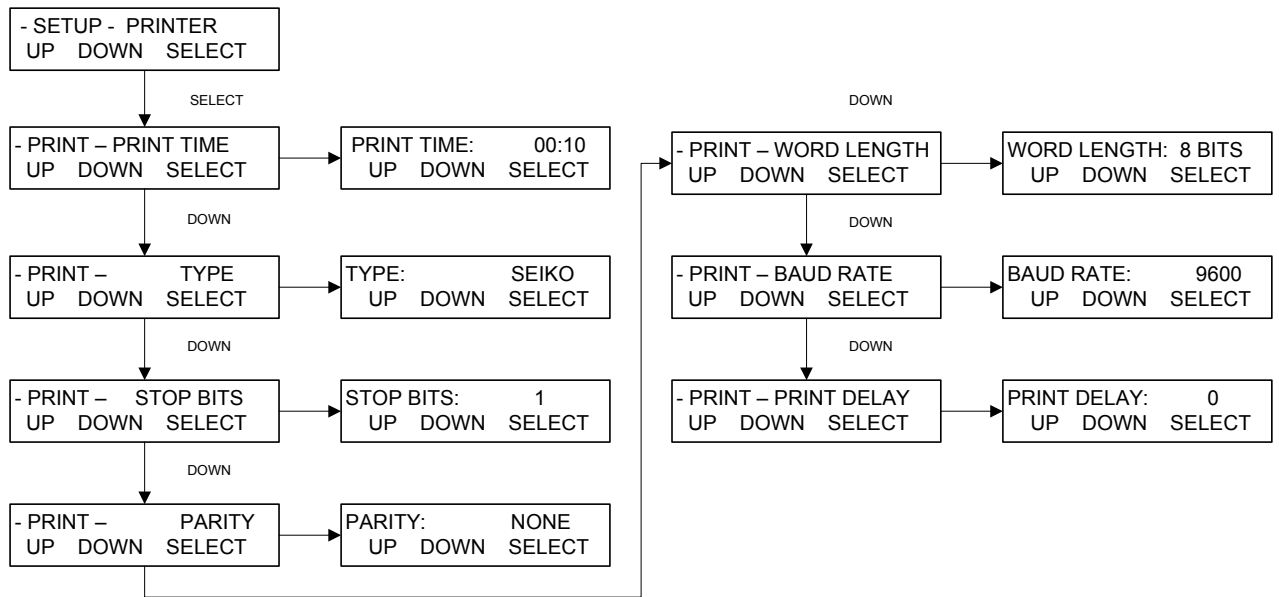 - SETUP - PRINTER
UP DOWN SELECT
SELECT
- PRINT – PRINT TIME
UP DOWN SELECT
PRINT TIME: 00:10
UP DOWN SELECT
DOWN
- PRINT – TYPE
UP DOWN SELECT
TYPE: SEIKO
UP DOWN SELECT
DOWN
- PRINT – STOP BITS
UP DOWN SELECT
STOP BITS: 1
UP DOWN SELECT
DOWN
- PRINT – PARITY
UP DOWN SELECT
PARITY: NONE
UP DOWN SELECT
DOWN
- PRINT – WORD LENGTH
UP DOWN SELECT
WORD LENGTH: 8 BITS
UP DOWN SELECT
DOWN
- PRINT – BAUD RATE
UP DOWN SELECT
BAUD RATE: 9600
UP DOWN SELECT
DOWN
- PRINT – PRINT DELAY
UP DOWN SELECT
PRINT DELAY: 0
UP DOWN SELECT